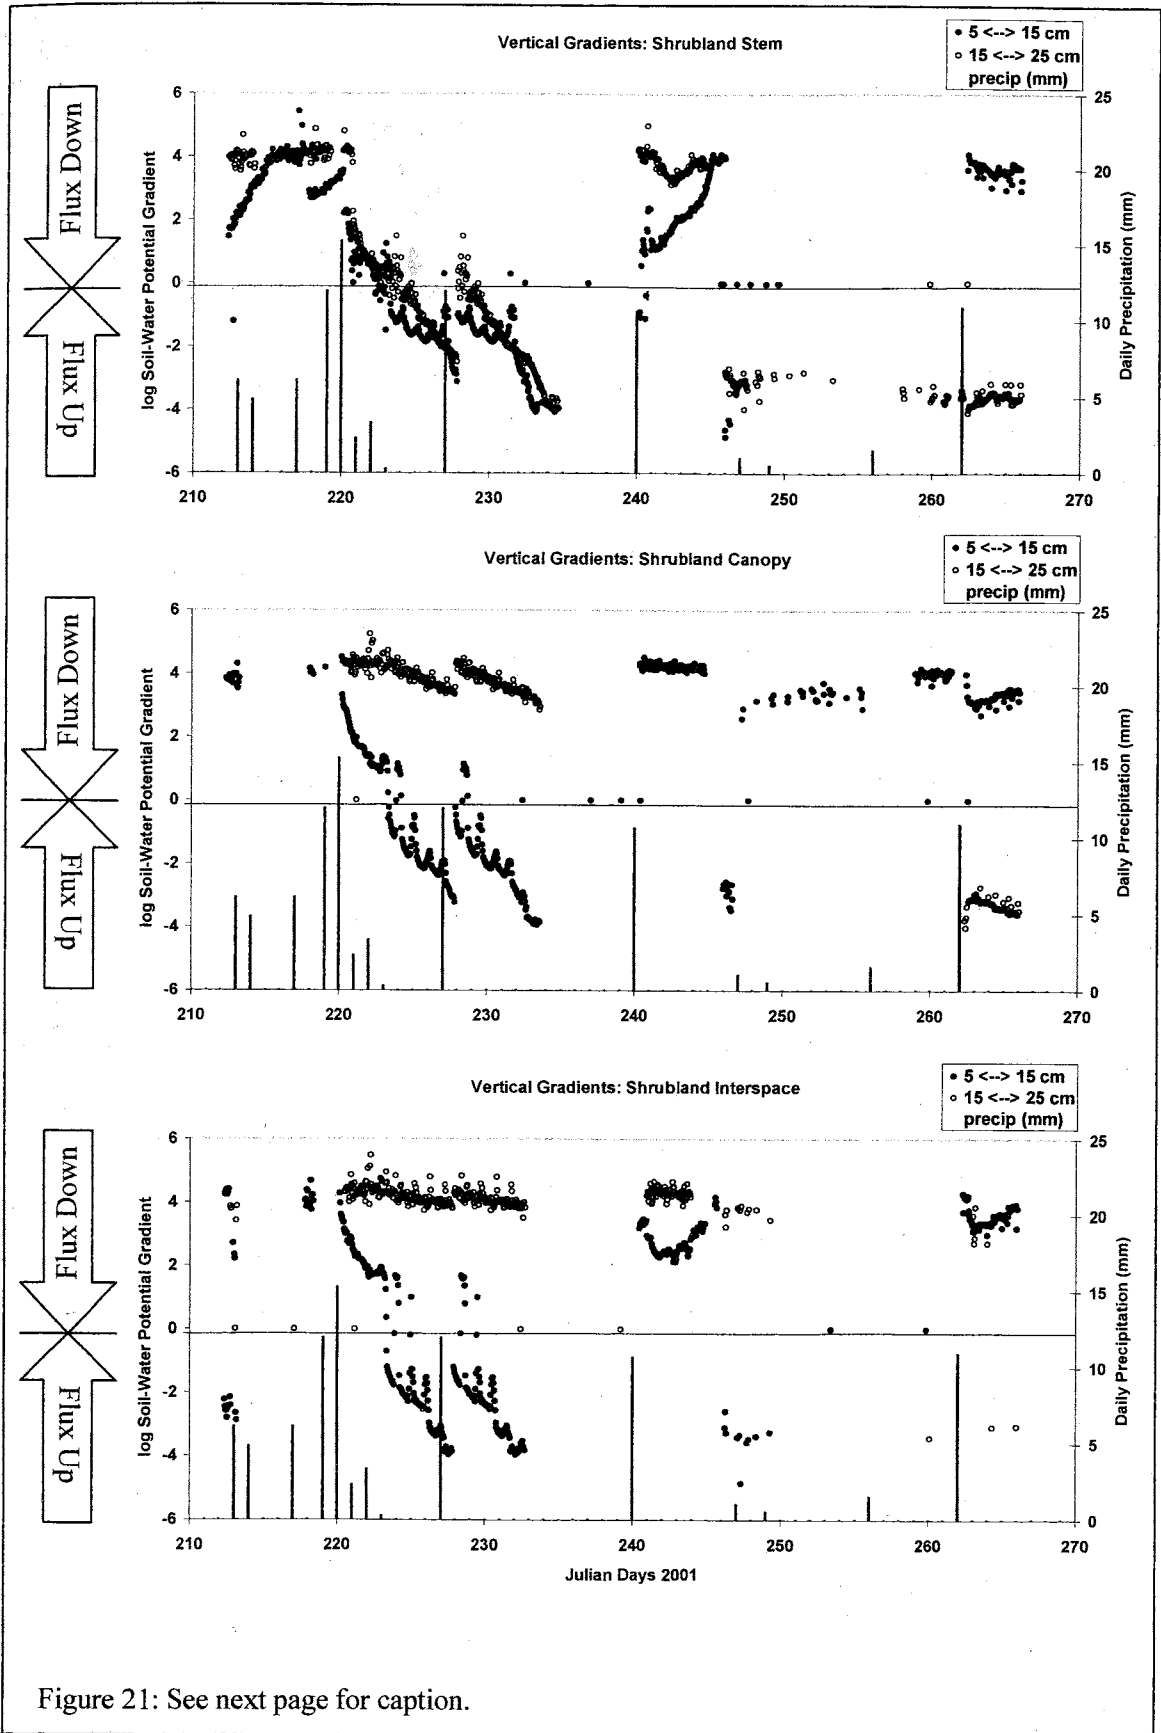 Vertical Gradients: Shrubland Stem
• 5 <--> 15 cm
○ 15 <--> 25 cm
precip (mm)
Flux Down
Flux Up
log Soil-Water Potential Gradient
6
4
2
0
-2
-4
-6
25
20
15
10
5
0
Daily Precipitation (mm)
210 220 230 240 250 260 270
Vertical Gradients: Shrubland Canopy
• 5 <--> 15 cm
○ 15 <--> 25 cm
precip (mm)
Flux Down
Flux Up
log Soil-Water Potential Gradient
6
4
2
0
-2
-4
-6
25
20
15
10
5
0
Daily Precipitation (mm)
210 220 230 240 250 260 270
Vertical Gradients: Shrubland Interspace
• 5 <--> 15 cm
○ 15 <--> 25 cm
precip (mm)
Flux Down
Flux Up
log Soil-Water Potential Gradient
6
4
2
0
-2
-4
-6
25
20
15
10
5
0
Daily Precipitation (mm)
210 220 230 240 250 260 270
Julian Days 2001
Figure 21: See next page for caption.